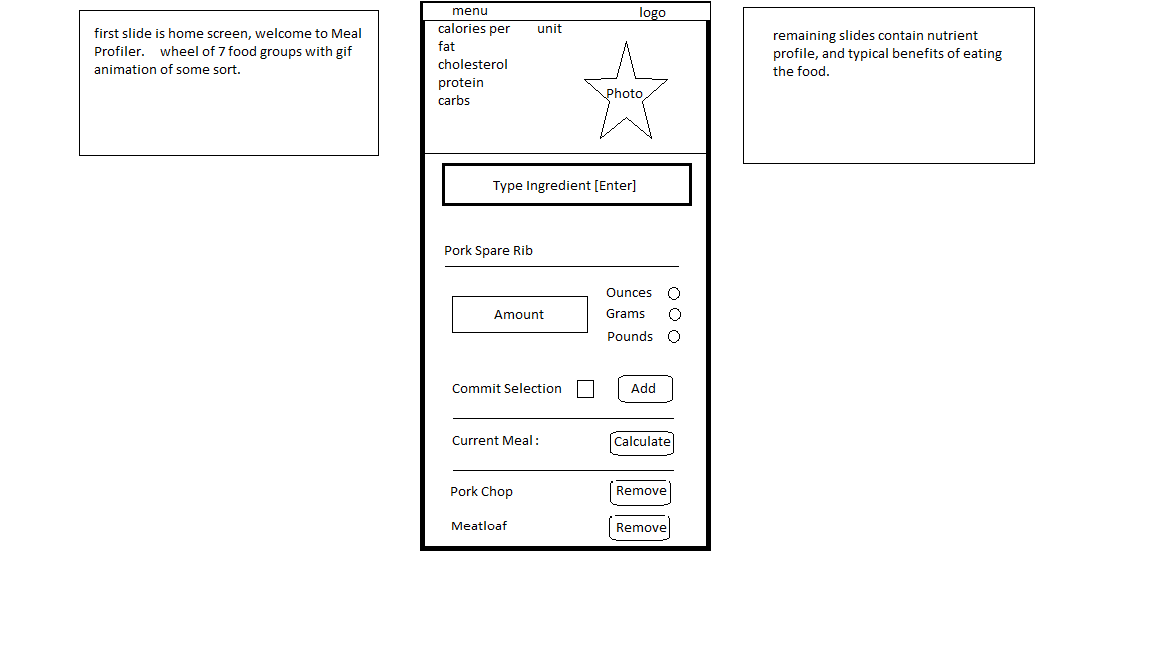 first slide is home screen, welcome to Meal
Profiler. wheel of 7 food groups with gif
animation of some sort.
menu logo
calories per unit
fat
cholesterol
protein
carbs
Photo
Type Ingredient [Enter]
Pork Spare Rib
Amount
Ounces
Grams
Pounds
Commit Selection Add
Current Meal : Calculate
Pork Chop Remove
Meatloaf Remove
remaining slides contain nutrient
profile, and typical benefits of eating
the food.